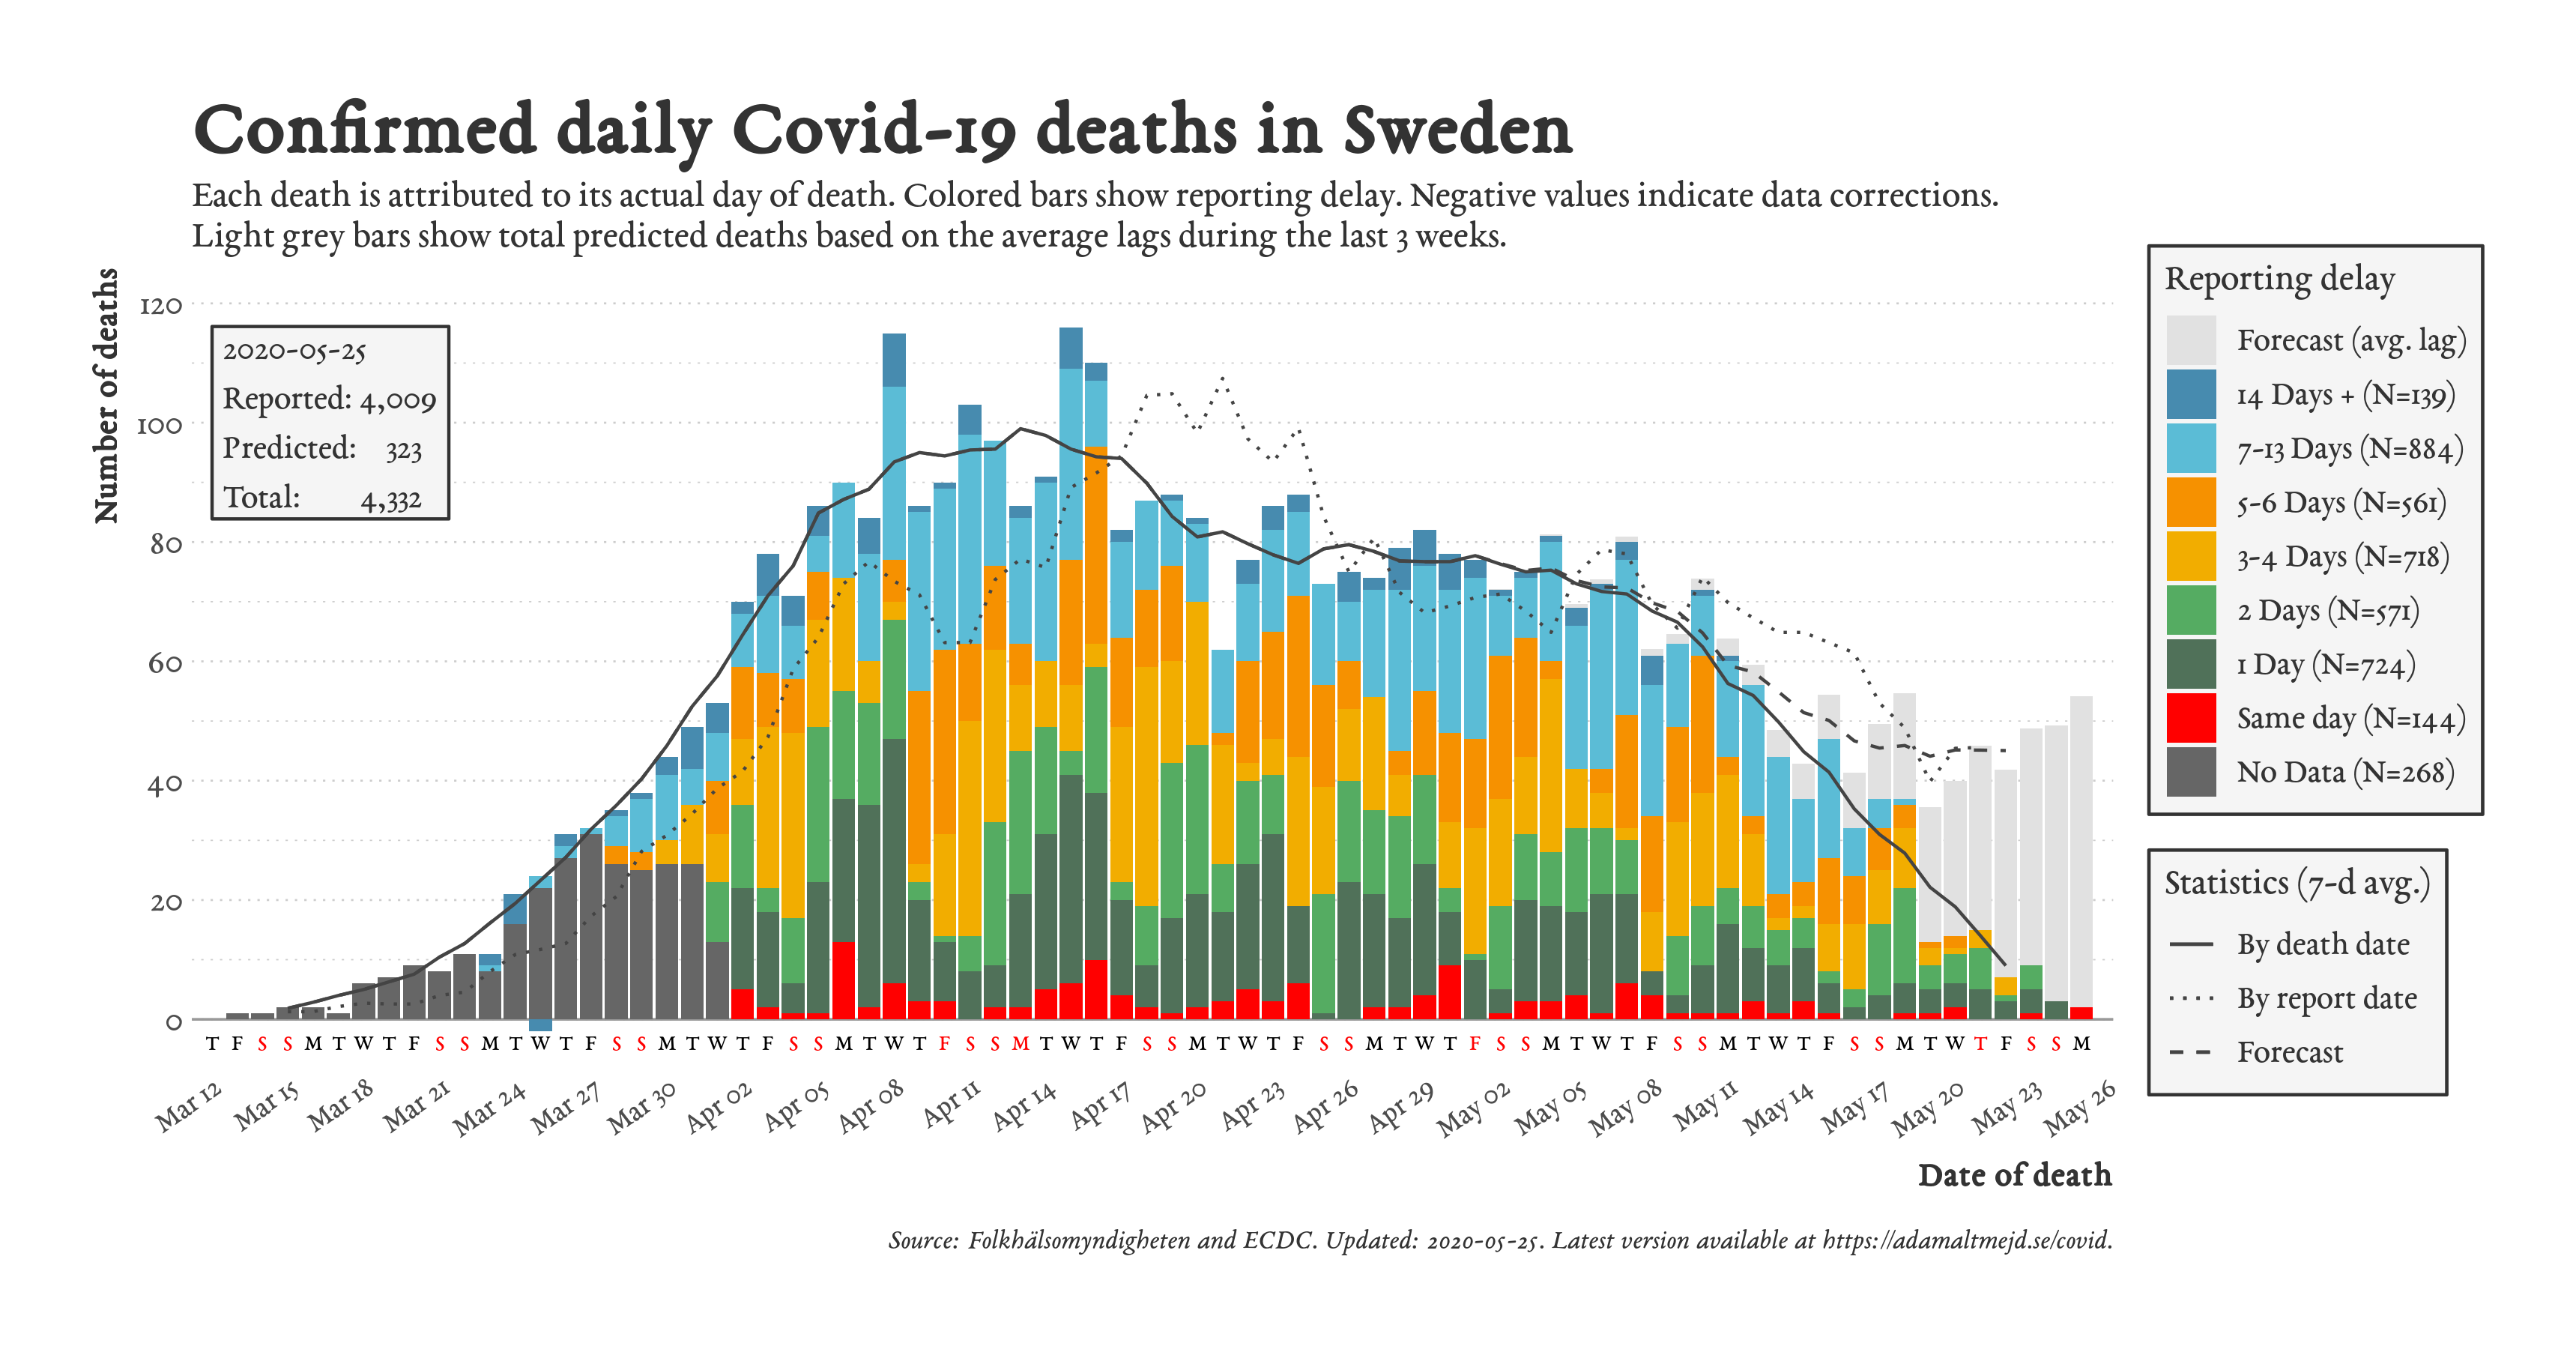 Confirmed daily Covid-19 deaths in Sweden
Each death is attributed to its actual day of death. Colored bars show reporting delay. Negative values indicate data corrections.
Light grey bars show total predicted deaths based on the average lags during the last 3 weeks.
Number of deaths
120
100
80
60
40
20
0
2020-05-25
Reported: 4,009
Predicted: 323
Total: 4,332
Reporting delay
Forecast (avg. lag)
14 Days + (N=139)
7-13 Days (N=884)
5-6 Days (N=561)
3-4 Days (N=718)
2 Days (N=571)
1 Day (N=724)
Same day (N=144)
No Data (N=268)
Statistics (7-d avg.)
By death date
By report date
Forecast
T F S S M T W T F S S M T W T F S S M T W T F S S M T W T F S S M T W T F S S M T W T F S S M T W T F S S M T W T F S S M T W T F S S M T W T F S S M
Mar 12 Mar 15 Mar 18 Mar 21 Mar 24 Mar 27 Mar 30 Apr 02 Apr 05 Apr 08 Apr 11 Apr 14 Apr 17 Apr 20 Apr 23 Apr 26 Apr 29 May 02 May 05 May 08 May 11 May 14 May 17 May 20 May 23 May 26
Date of death
Source: Folkhälsomyndigheten and ECDC. Updated: 2020-05-25. Latest version available at https://adamaltmejd.se/covid.